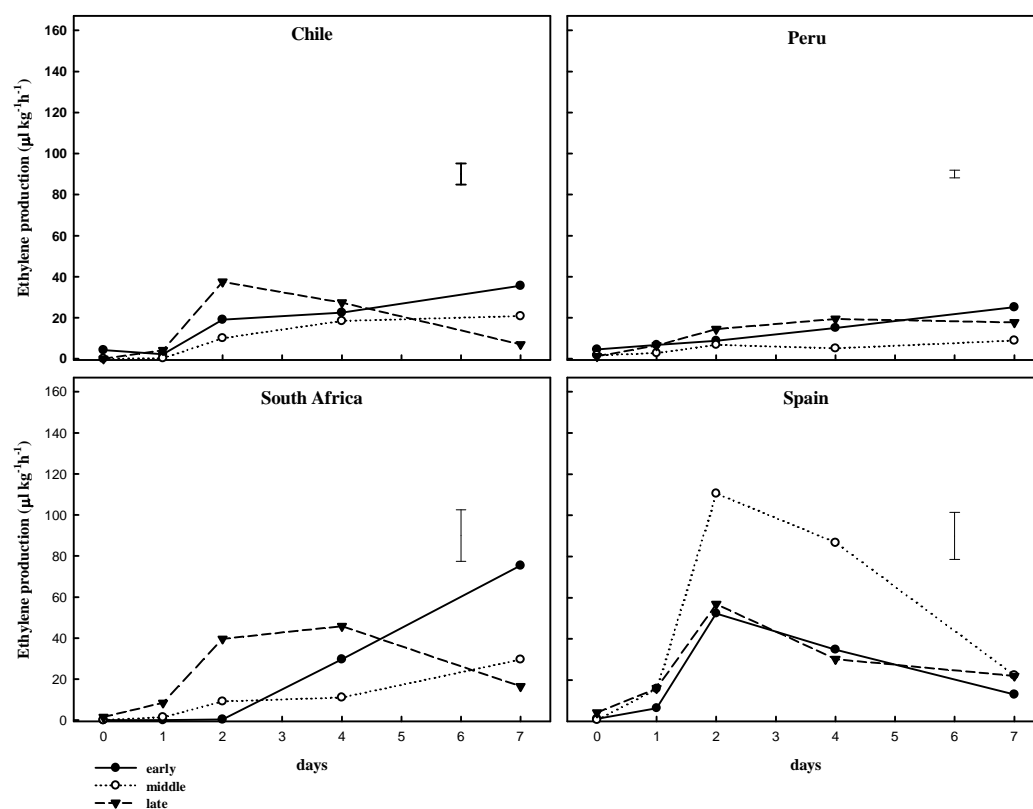 Chile
Peru
Ethylene production (µl kg⁻¹h⁻¹)
160
140
120
100
80
60
40
20
0
South Africa
Spain
Ethylene production (µl kg⁻¹h⁻¹)
160
140
120
100
80
60
40
20
0
0 1 2 3 4 5 6 7
0 1 2 3 4 5 6 7
days
days
early
middle
late